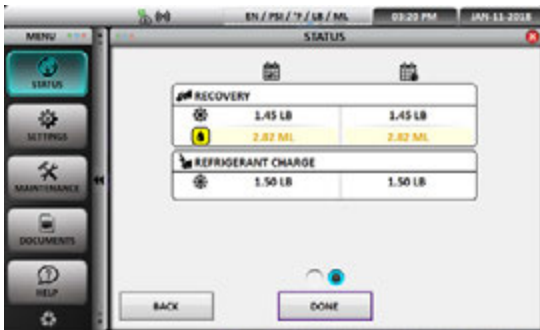 EN / PSI / °F / LB / ML
03:20 PM
JAN-11-2018
MENU
STATUS
STATUS
SETTINGS
MAINTENANCE
DOCUMENTS
HELP
RECOVERY
1.45 LB 1.45 LB
2.82 ML 2.82 ML
REFRIGERANT CHARGE
1.50 LB 1.50 LB
BACK
DONE